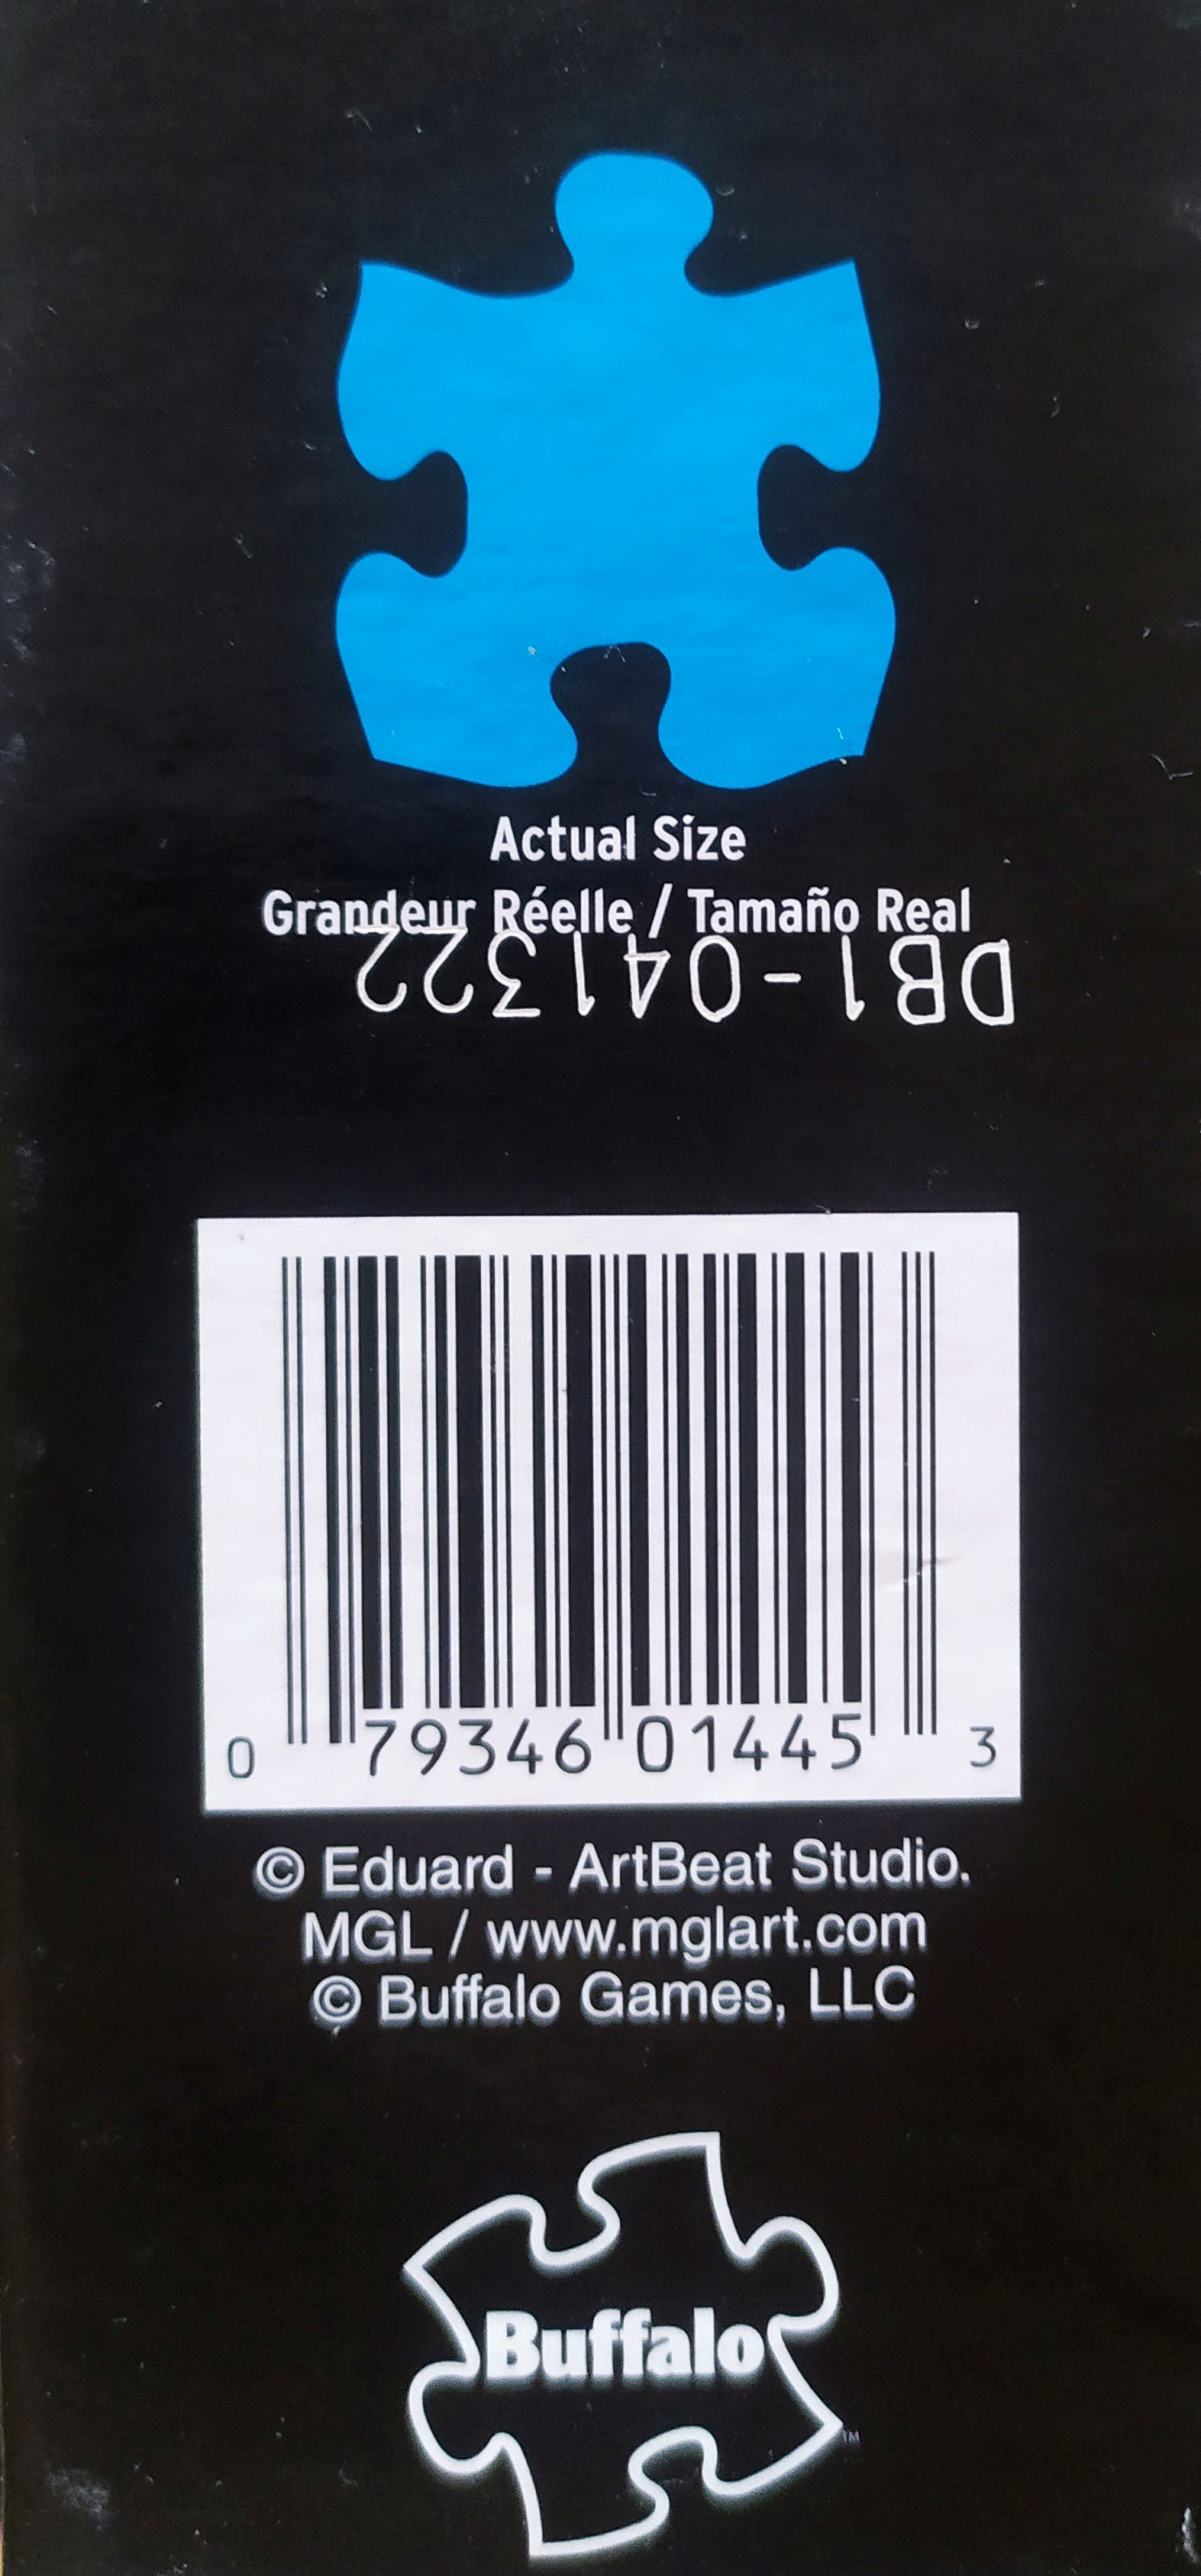 Actual Size
Grandeur Réelle / Tamaño Real
DB1-041322
0 79346 01445 3
© Eduard - ArtBeat Studio.
MGL / www.mglart.com
© Buffalo Games, LLC
Buffalo™